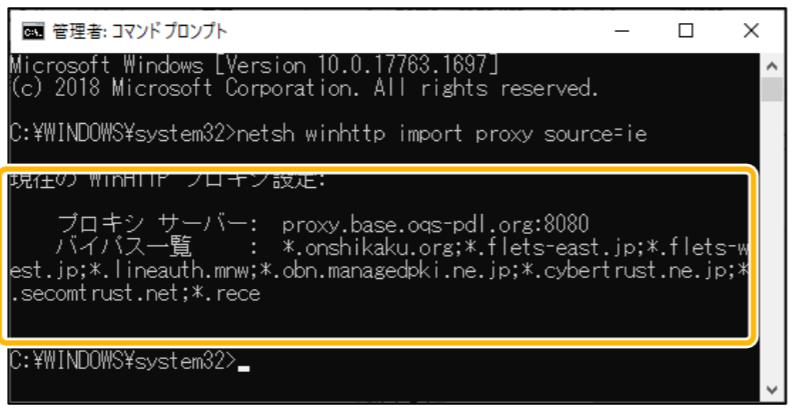 管理者: コマンド プロンプト
Microsoft Windows [Version 10.0.17763.1697]
(c) 2018 Microsoft Corporation. All rights reserved.
C:¥WINDOWS¥system32>netsh winhttp import proxy source=ie
現在の WinHTTP プロキシ設定:
プロキシ サーバー: proxy.base.oqs-pdl.org:8080
バイパス一覧 : *.onshikaku.org;*.flets-east.jp;*.flets-w
est.jp;*.lineauth.mnw;*.obn.managedpki.ne.jp;*.cybertrust.ne.jp;*
.secomtrust.net;*.rece
C:¥WINDOWS¥system32>